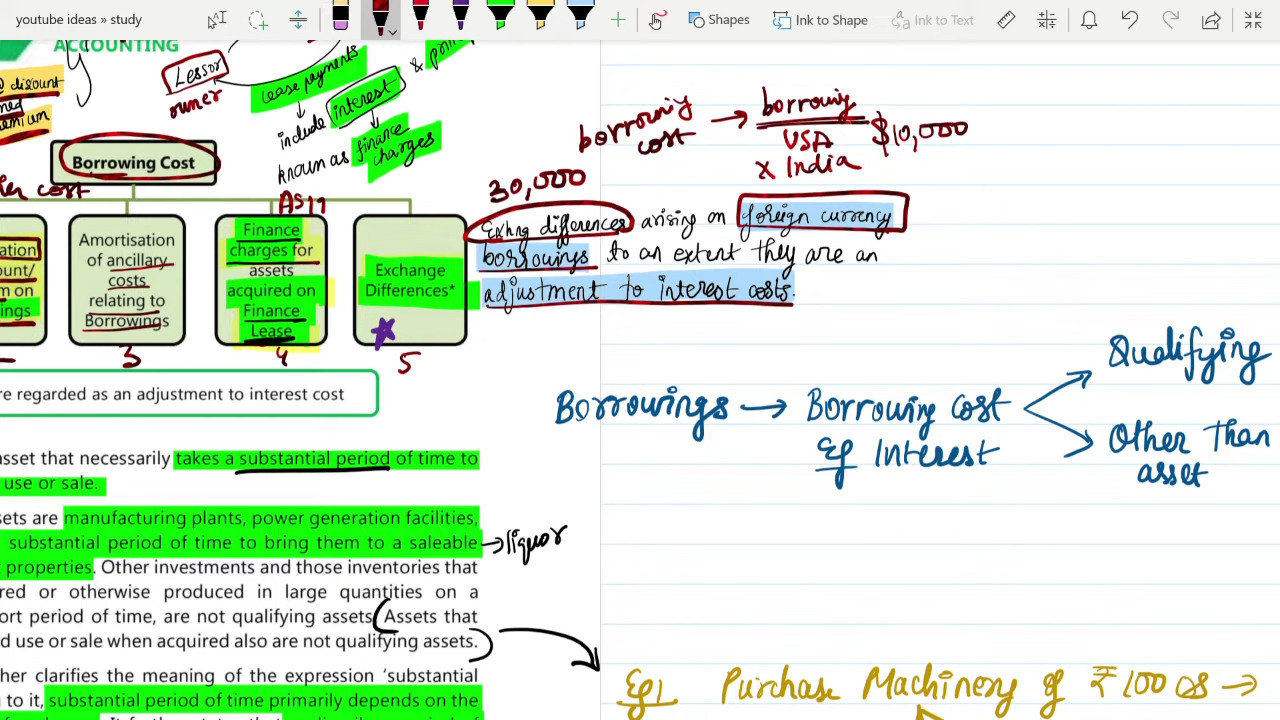 youtube ideas » study
Shapes
Ink to Shape
Ink to Text
ACCOUNTING
@ discount
Lessor
owner
lease payments
&
include interest
known as finance charges
Borrowing Cost
borrowing cost → borrowing
USA $10,000
x India
30,000
AS 19
Exchng differences arising on foreign currency
borrowings to an extent they are an
adjustment to interest costs.
Amortisation
of ancillary
costs
relating to
Borrowings
3
Finance
charges for
assets
acquired on
Finance
Lease
4
Exchange
Differences*
5
re regarded as an adjustment to interest cost
Borrowings → Borrowing Cost
Eg Interest
Qualifying
Other than
asset
asset that necessarily takes a substantial period of time to
use or sale.
sets are manufacturing plants, power generation facilities,
substantial period of time to bring them to a saleable
→ liquor
properties. Other investments and those inventories that
red or otherwise produced in large quantities on a
ort period of time, are not qualifying assets. Assets that
d use or sale when acquired also are not qualifying assets.
her clarifies the meaning of the expression ‘substantial
g to it, substantial period of time primarily depends on the
Eg1 Purchase Machinery of ₹100 cs →